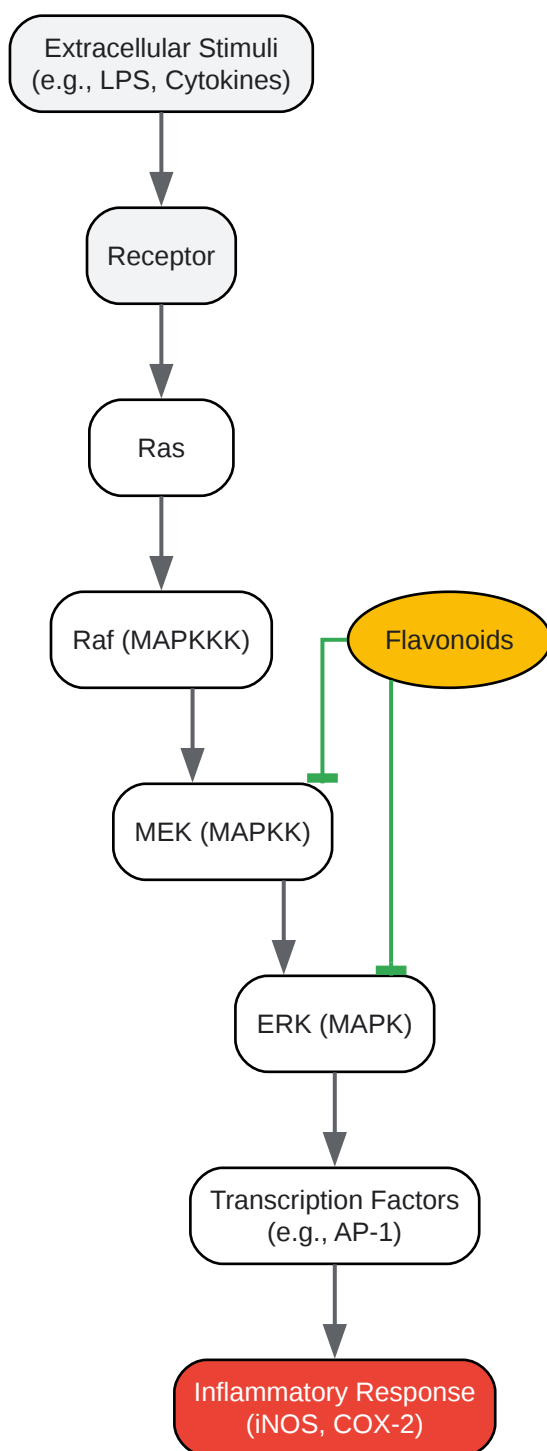 Extracellular Stimuli
(e.g., LPS, Cytokines)
Receptor
Ras
Raf (MAPKKK)
Flavonoids
MEK (MAPKK)
ERK (MAPK)
Transcription Factors
(e.g., AP-1)
Inflammatory Response
(iNOS, COX-2)